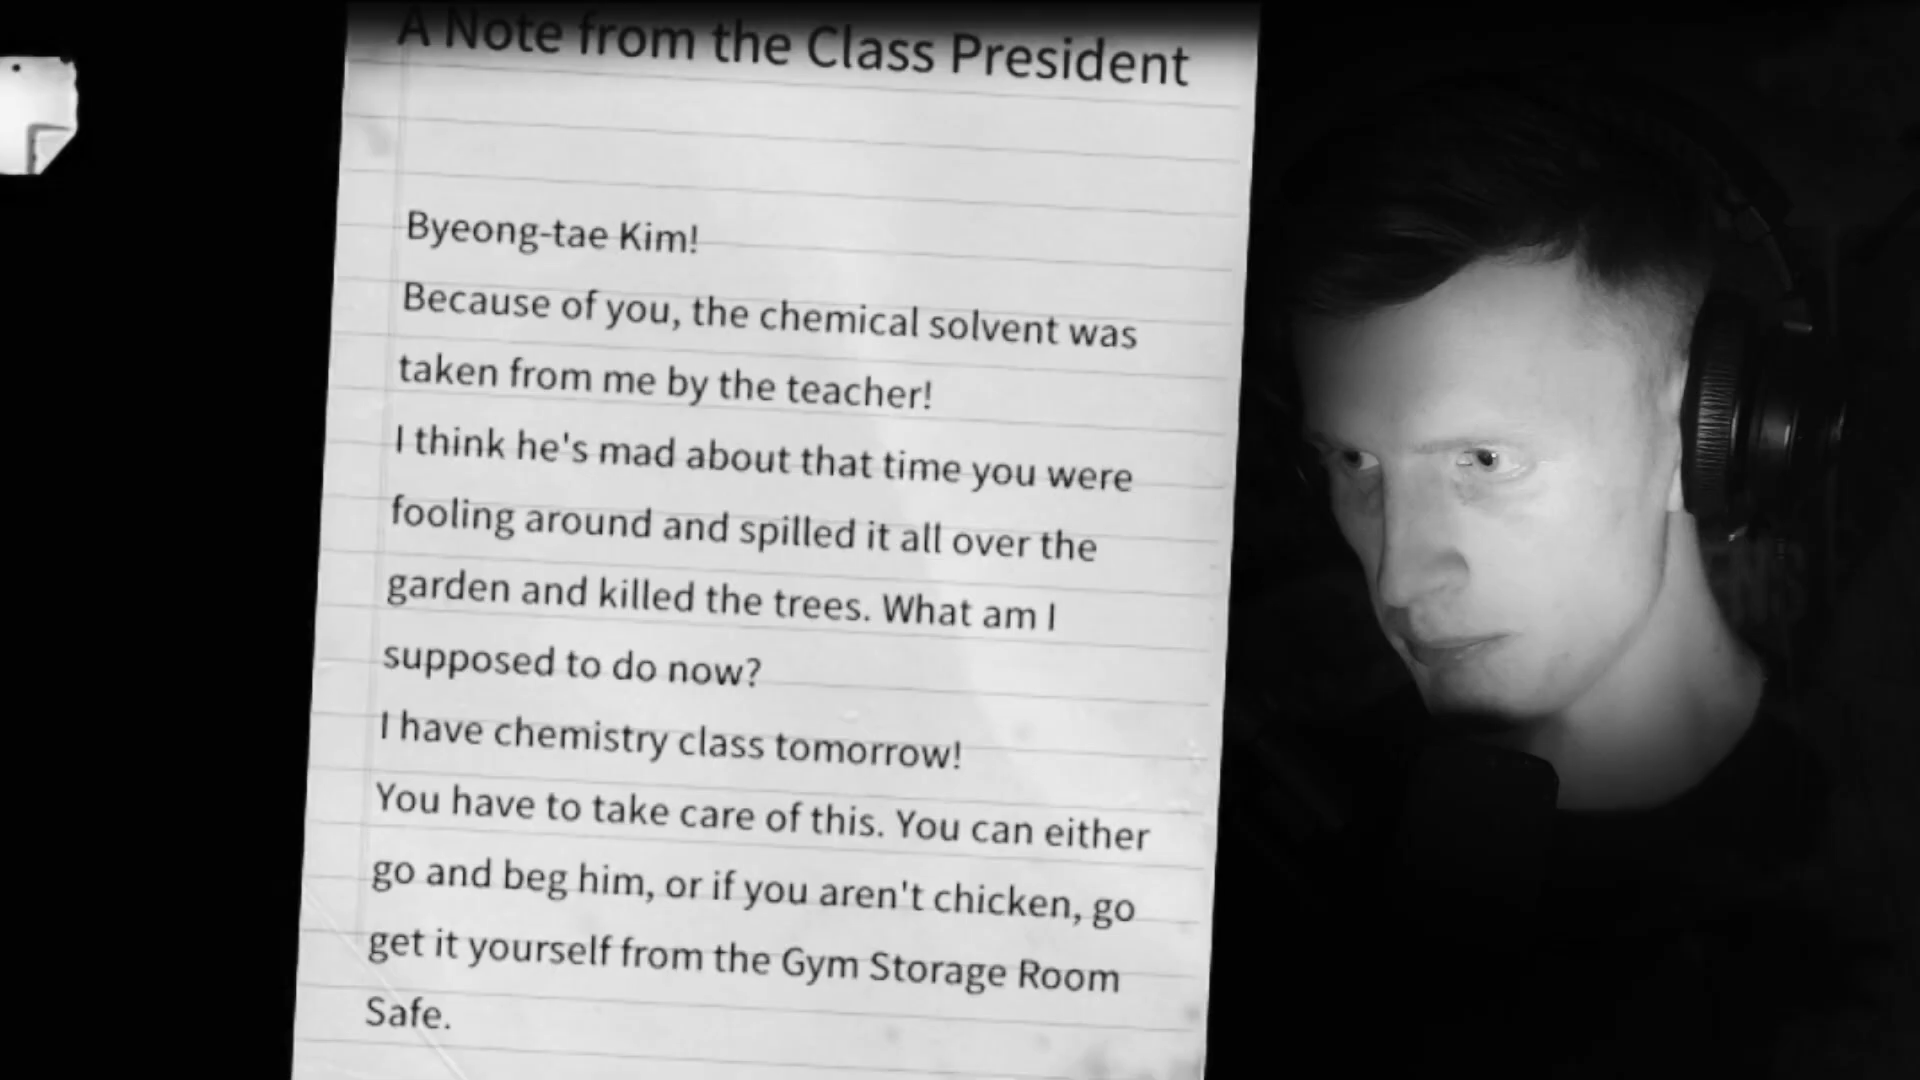 A Note from the Class President
Byeong-tae Kim!
Because of you, the chemical solvent was
taken from me by the teacher!
I think he's mad about that time you were
fooling around and spilled it all over the
garden and killed the trees. What am I
supposed to do now?
I have chemistry class tomorrow!
You have to take care of this. You can either
go and beg him, or if you aren't chicken, go
get it yourself from the Gym Storage Room
Safe.